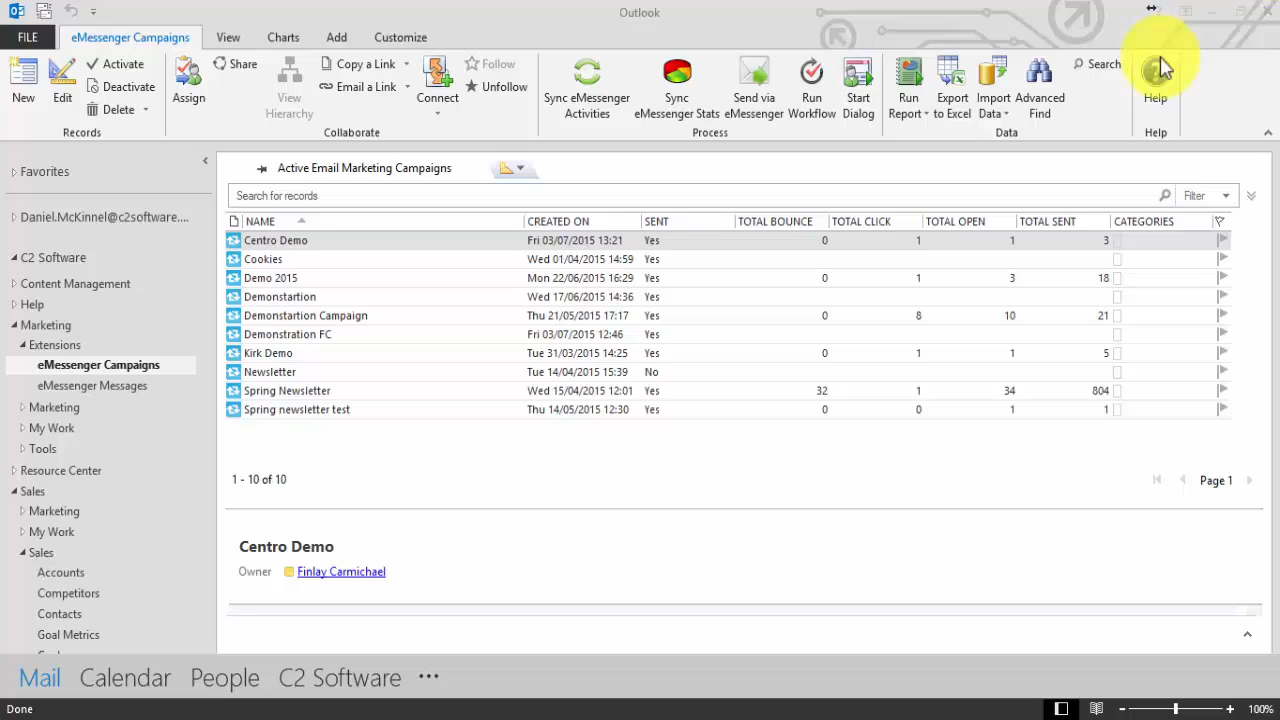 Outlook
FILE eMessenger Campaigns View Charts Add Customize
New
Edit
Activate
Deactivate
Delete
Records
Assign
Share
View
Hierarchy
Copy a Link
Email a Link
Connect
Follow
Unfollow
Collaborate
Sync eMessenger
Activities
Sync
eMessenger Stats
Send via
eMessenger
Run
Workflow
Start
Dialog
Process
Run
Report
Export
to Excel
Import
Data
Advanced
Find
Search
Data
Help
Help
Favorites
Daniel.McKinnel@c2software....
C2 Software
Content Management
Help
Marketing
Extensions
eMessenger Campaigns
eMessenger Messages
Marketing
My Work
Tools
Resource Center
Sales
Marketing
My Work
Sales
Accounts
Competitors
Contacts
Goal Metrics
Active Email Marketing Campaigns
Search for records Filter
NAME CREATED ON SENT TOTAL BOUNCE TOTAL CLICK TOTAL OPEN TOTAL SENT CATEGORIES
Centro Demo Fri 03/07/2015 13:21 Yes 0 1 1 3
Cookies Wed 01/04/2015 14:59 Yes
Demo 2015 Mon 22/06/2015 16:29 Yes 0 1 3 18
Demonstartion Wed 17/06/2015 14:36 Yes
Demonstartion Campaign Thu 21/05/2015 17:17 Yes 0 8 10 21
Demonstration FC Fri 03/07/2015 12:46 Yes
Kirk Demo Tue 31/03/2015 14:25 Yes 0 1 1 5
Newsletter Tue 14/04/2015 15:39 No
Spring Newsletter Wed 15/04/2015 12:01 Yes 32 1 34 804
Spring newsletter test Thu 14/05/2015 12:30 Yes 0 0 1 1
1 - 10 of 10 Page 1
Centro Demo
Owner Finlay Carmichael
Mail Calendar People C2 Software •••
Done 100%